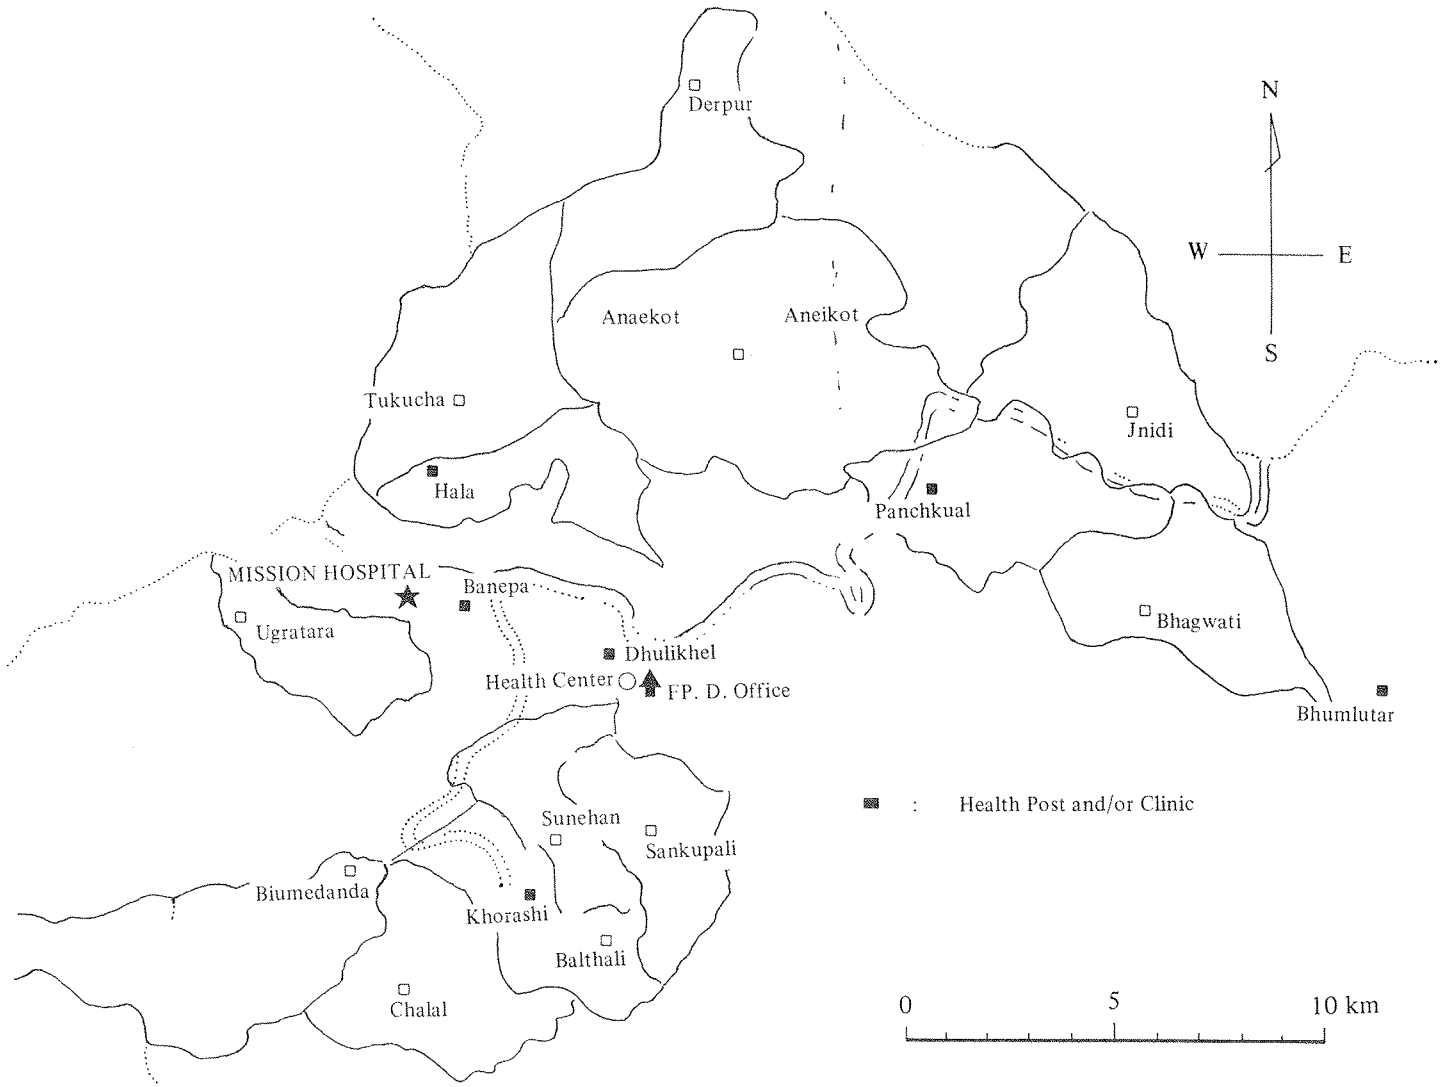 N
Derpur
W E
Anaekot Aneikot
S
Tukucha
Jnidi
Hala
Panchkual
MISSION HOSPITAL
Banepa
Ugratara
Bhagwati
Dhulikhel
Health Center
FP. D. Office
Bhumlutar
: Health Post and/or Clinic
Sunehan
Sankupali
Biumedanda
Khorashi
Balthali
Chalal
0 5 10 km